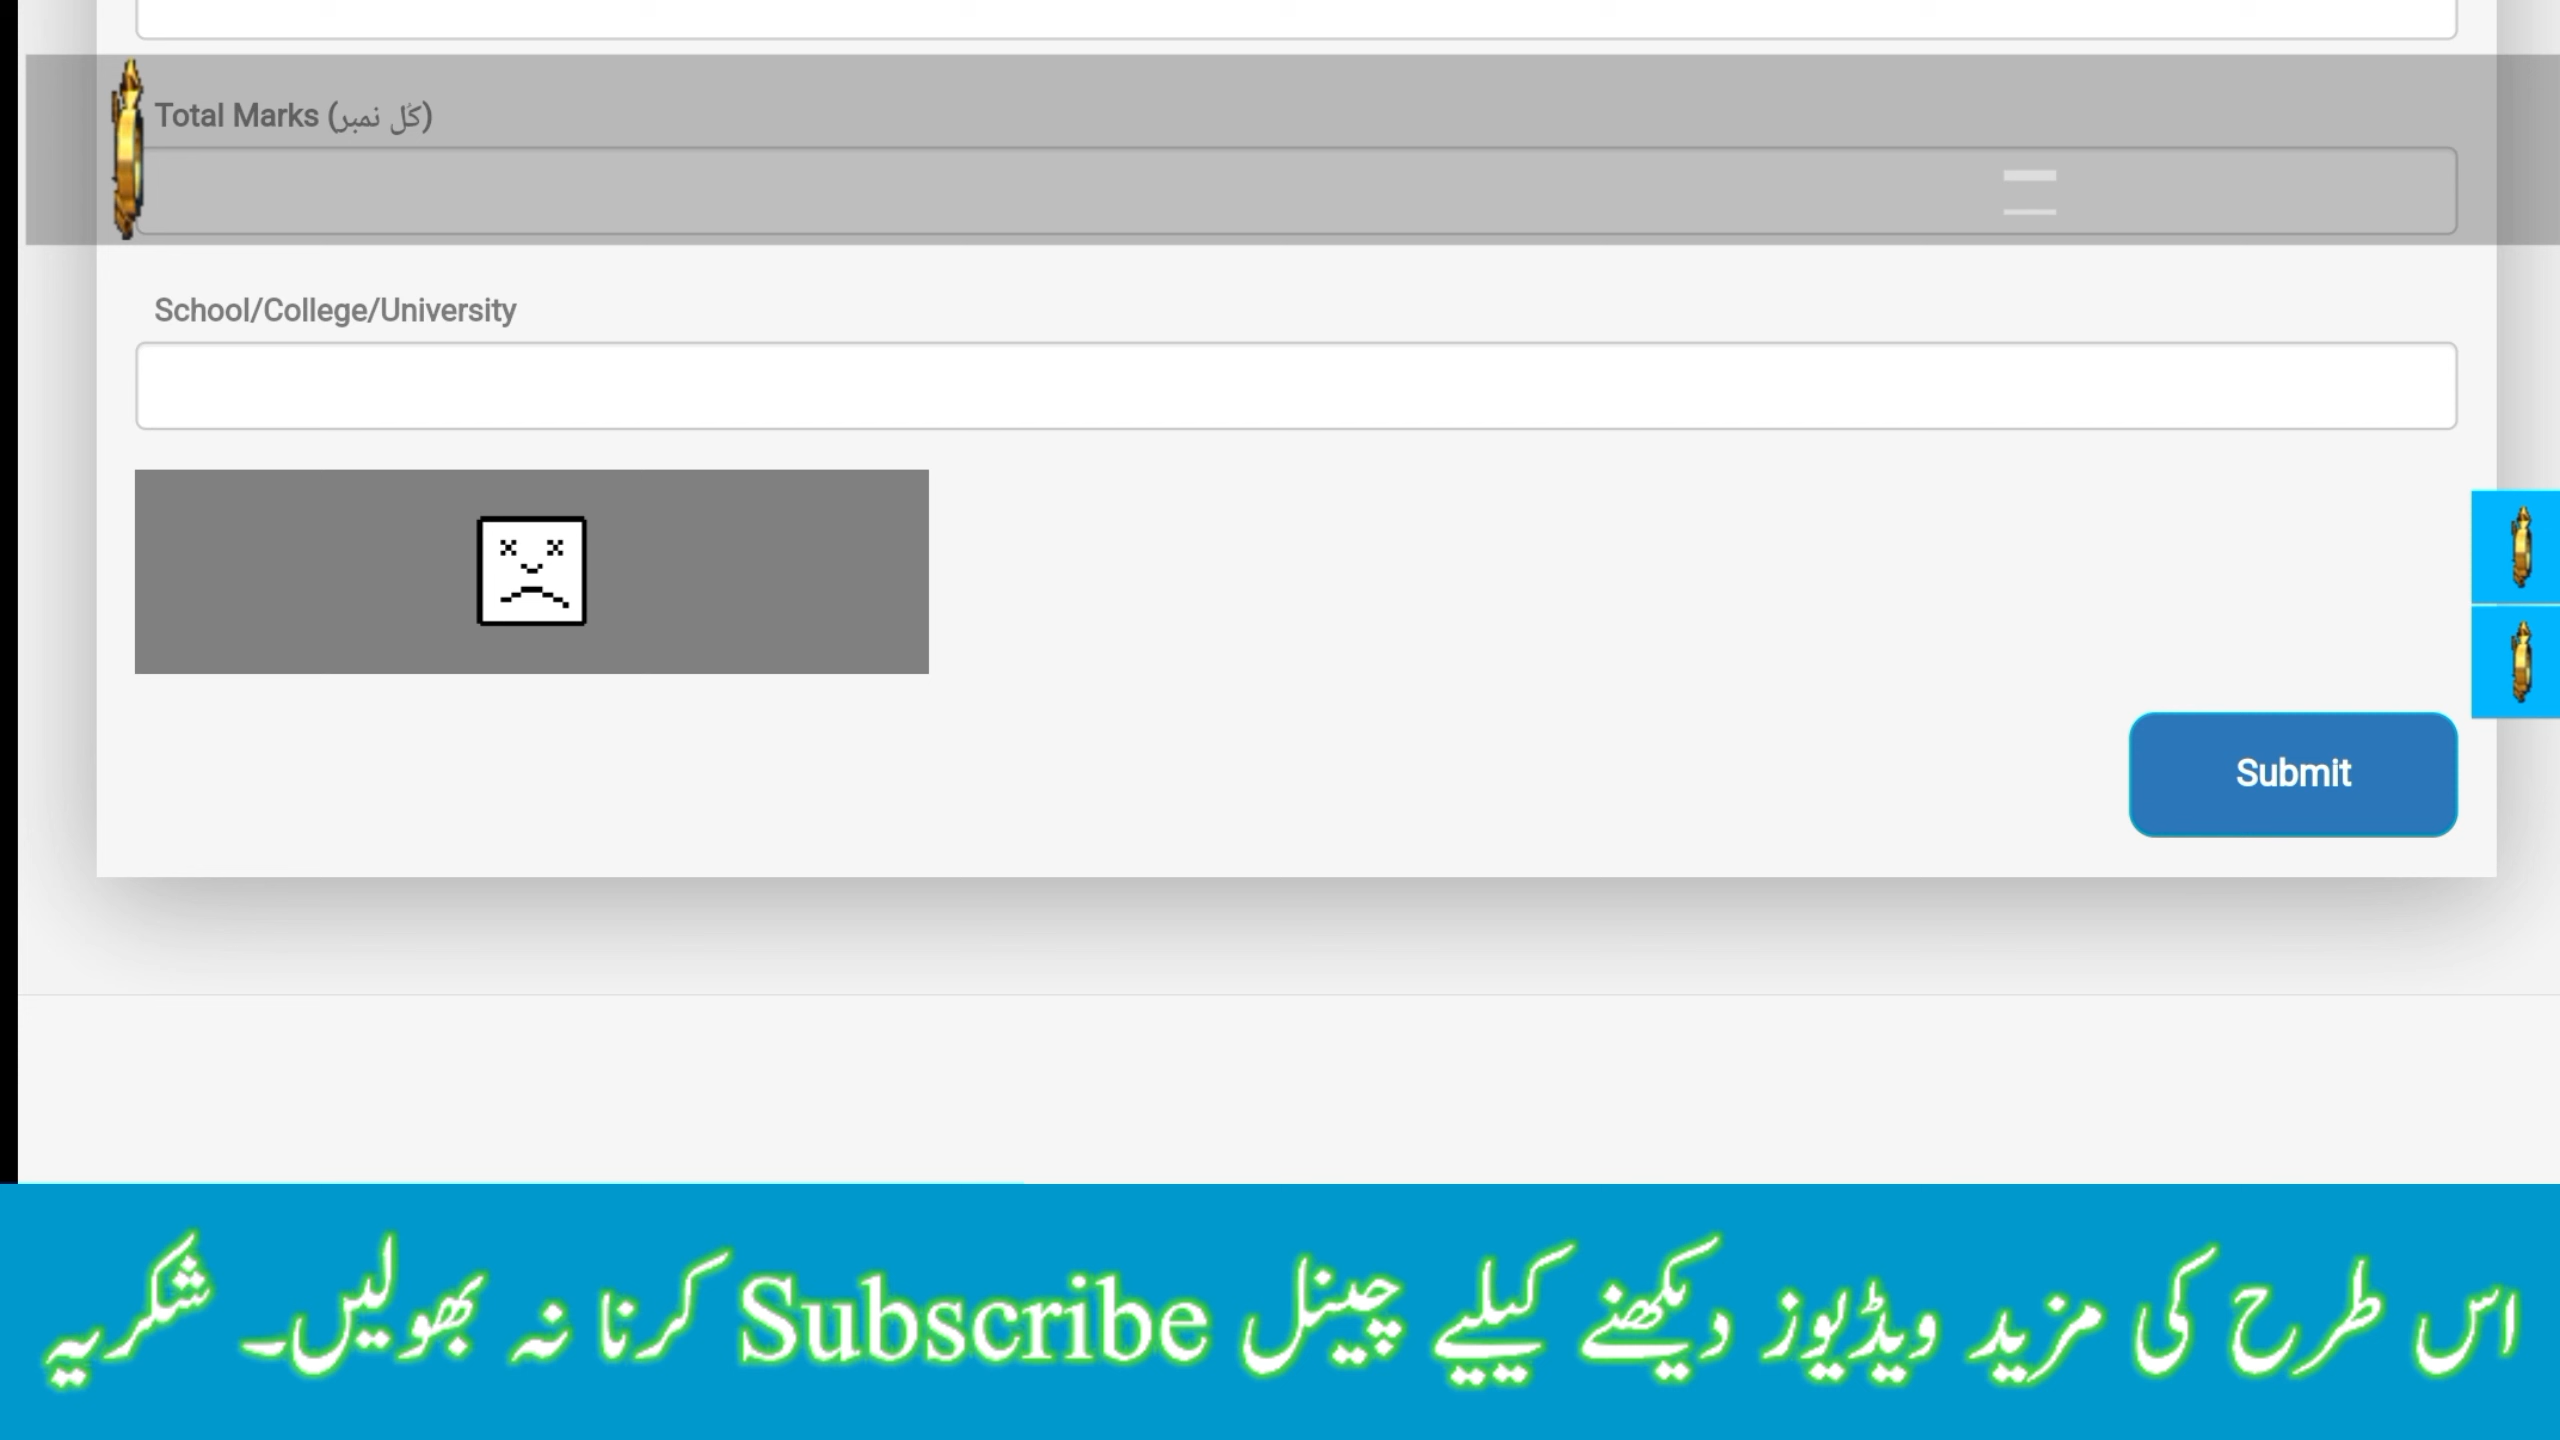 Total Marks (کل نمبر)
School/College/University
Submit
اس طرح کی مزید ویڈیوز دیکھنے کیلیے چینل Subscribe کرنا نہ بھولیں۔ شکریہ